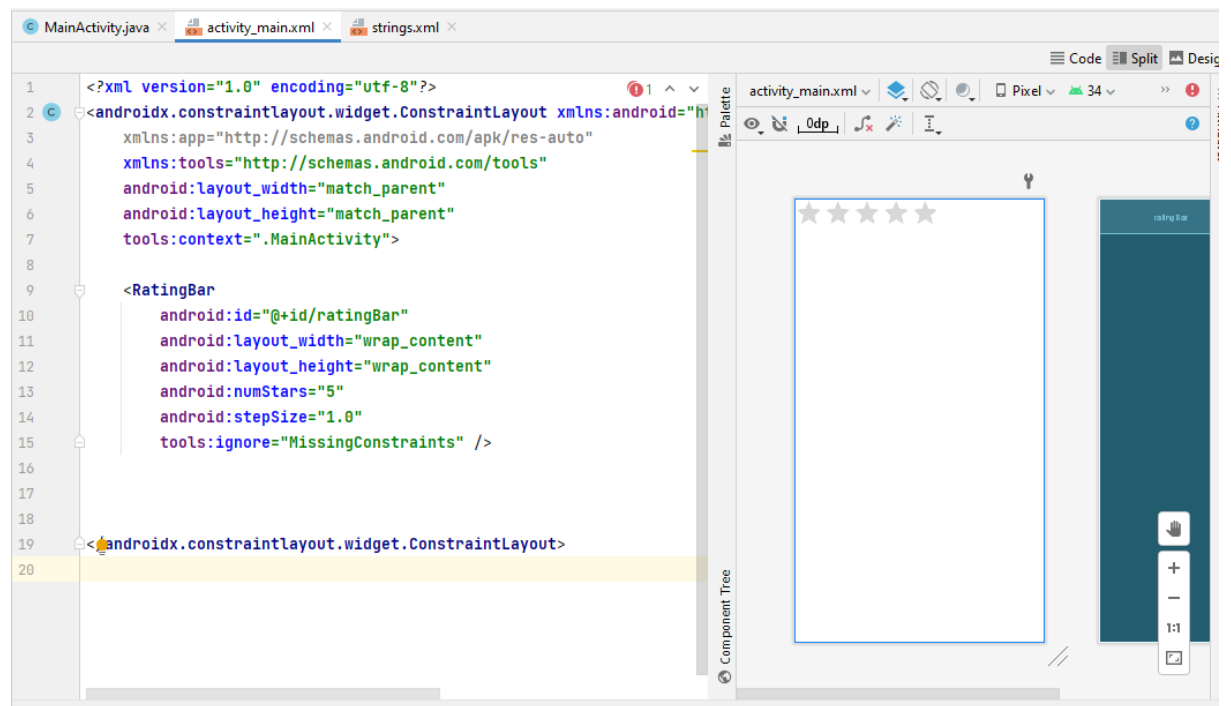 MainActivity.java activity_main.xml strings.xml
Code Split Desig
1 <?xml version="1.0" encoding="utf-8"?> 1
2 <androidx.constraintlayout.widget.ConstraintLayout xmlns:android="ht
3 xmlns:app="http://schemas.android.com/apk/res-auto"
4 xmlns:tools="http://schemas.android.com/tools"
5 android:layout_width="match_parent"
6 android:layout_height="match_parent"
7 tools:context=".MainActivity">
8
9 <RatingBar
10 android:id="@+id/ratingBar"
11 android:layout_width="wrap_content"
12 android:layout_height="wrap_content"
13 android:numStars="5"
14 android:stepSize="1.0"
15 tools:ignore="MissingConstraints" />
16
17
18
19 </androidx.constraintlayout.widget.ConstraintLayout>
20
Palette
Component Tree
activity_main.xml Pixel 34
0dp
rating Bar
1:1